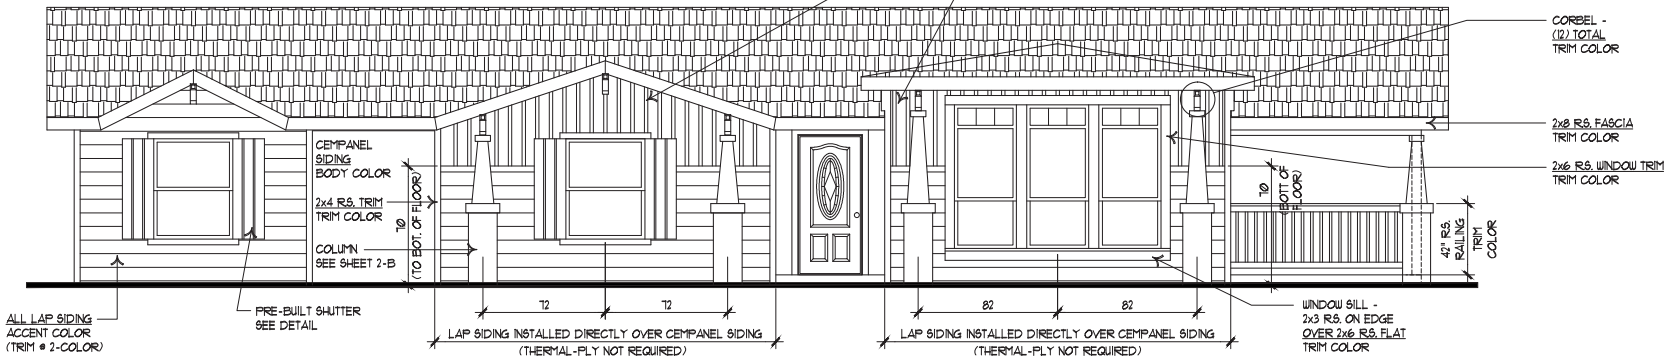 CORBEL -
(12) TOTAL
TRIM COLOR
2x8 R.S. FASCIA
TRIM COLOR
2x6 R.S. WINDOW TRIM
TRIM COLOR
CEMPANEL
SIDING
BODY COLOR
2x4 R.S. TRIM
TRIM COLOR
COLUMN
SEE SHEET 2-B
70
(TO BOT. OF FLOOR)
70
(BOTT OF
FLOOR)
42" R.S.
RAILING
TRIM
COLOR
ALL LAP SIDING
ACCENT COLOR
(TRIM @ 2-COLOR)
PRE-BUILT SHUTTER
SEE DETAIL
72
72
LAP SIDING INSTALLED DIRECTLY OVER CEMPANEL SIDING
(THERMAL-PLY NOT REQUIRED)
82
82
LAP SIDING INSTALLED DIRECTLY OVER CEMPANEL SIDING
(THERMAL-PLY NOT REQUIRED)
WINDOW SILL -
2x3 R.S. ON EDGE
OVER 2x6 R.S. FLAT
TRIM COLOR